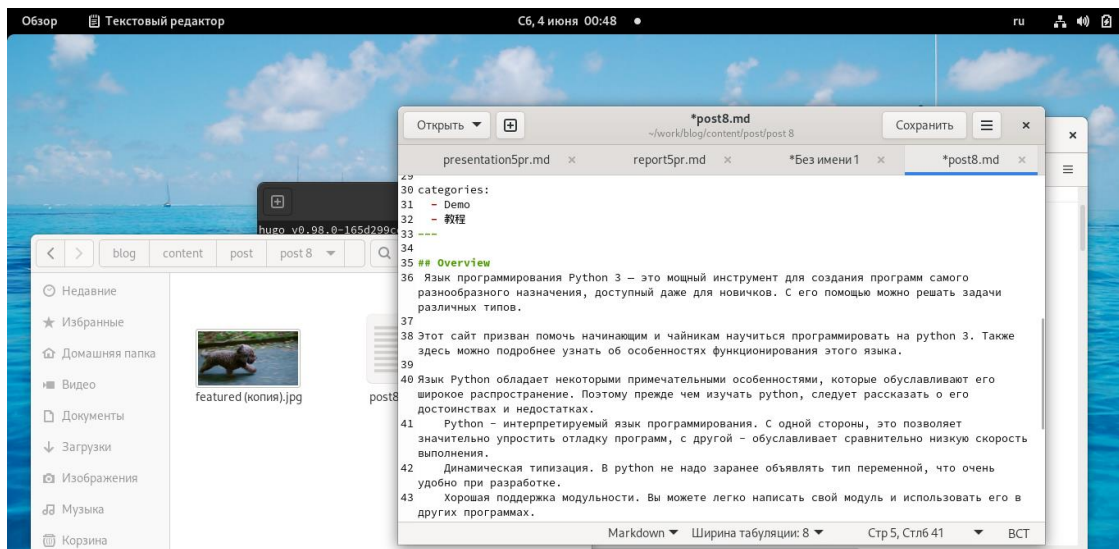 Обзор Текстовый редактор Сб, 4 июня 00:48 ru
*post8.md
Открыть ~/work/blog/content/post/post 8 Сохранить
presentation5pr.md report5pr.md *Без имени 1 *post8.md
29
30 categories:
31 - Demo
32 - 教程
33 ---
34
35 ## Overview
36 Язык программирования Python 3 — это мощный инструмент для создания программ самого
разнообразного назначения, доступный даже для новичков. С его помощью можно решать задачи
различных типов.
37
38 Этот сайт призван помочь начинающим и чайникам научиться программировать на python 3. Также
здесь можно подробнее узнать об особенностях функционирования этого языка.
39
40 Язык Python обладает некоторыми примечательными особенностями, которые обуславливают его
широкое распространение. Поэтому прежде чем изучать python, следует рассказать о его
достоинствах и недостатках.
41 Python - интерпретируемый язык программирования. С одной стороны, это позволяет
значительно упростить отладку программ, с другой - обуславливает сравнительно низкую скорость
выполнения.
42 Динамическая типизация. В python не надо заранее объявлять тип переменной, что очень
удобно при разработке.
43 Хорошая поддержка модульности. Вы можете легко написать свой модуль и использовать его в
других программах.
Markdown Ширина табуляции: 8 Стр 5, Стлб 41 ВСТ
hugo v0.98.0-165d299c
blog content post post 8
Недавние
Избранные
Домашняя папка
Видео
Документы
Загрузки
Изображения
Музыка
Корзина
featured (копия).jpg post8